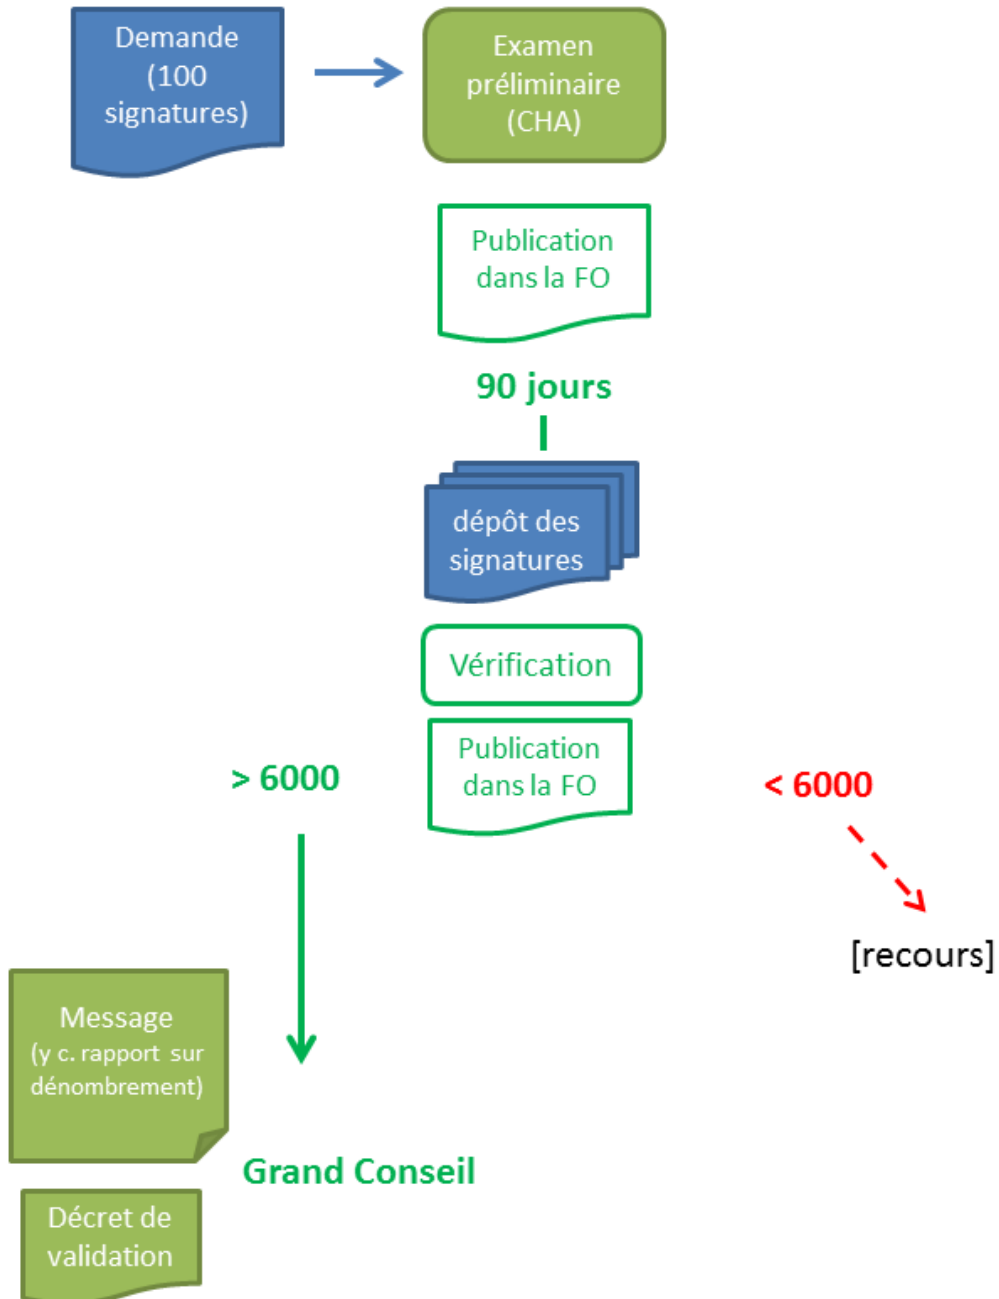 Demande
(100
signatures)
Examen
préliminaire
(CHA)
Publication
dans la FO
90 jours
dépôt des
signatures
Vérification
Publication
dans la FO
> 6000
< 6000
[recours]
Message
(y c. rapport sur
dénombrement)
Grand Conseil
Décret de
validation